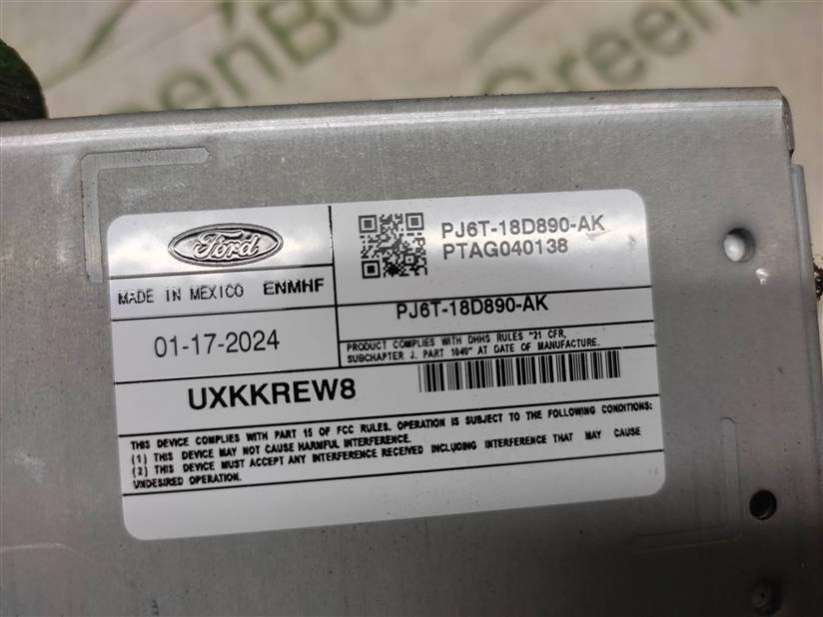 GreenBo
Green
Ford
PJ6T-18D890-AK
PTAG040138
MADE IN MEXICO ENMHF
PJ6T-18D890-AK
01-17-2024
PRODUCT COMPLIES WITH DHHS RULES "21 CFR,
SUBCHAPTER J. PART 1040" AT DATE OF MANUFACTURE.
UXKKREW8
THIS DEVICE COMPLIES WITH PART 15 OF FCC RULES. OPERATION IS SUBJECT TO THE FOLLOWING CONDITIONS:
(1) THIS DEVICE MAY NOT CAUSE HARMFUL INTERFERENCE.
(2) THIS DEVICE MUST ACCEPT ANY INTERFERENCE RECEIVED INCLUDING INTERFERENCE THAT MAY CAUSE
UNDESIRED OPERATION.